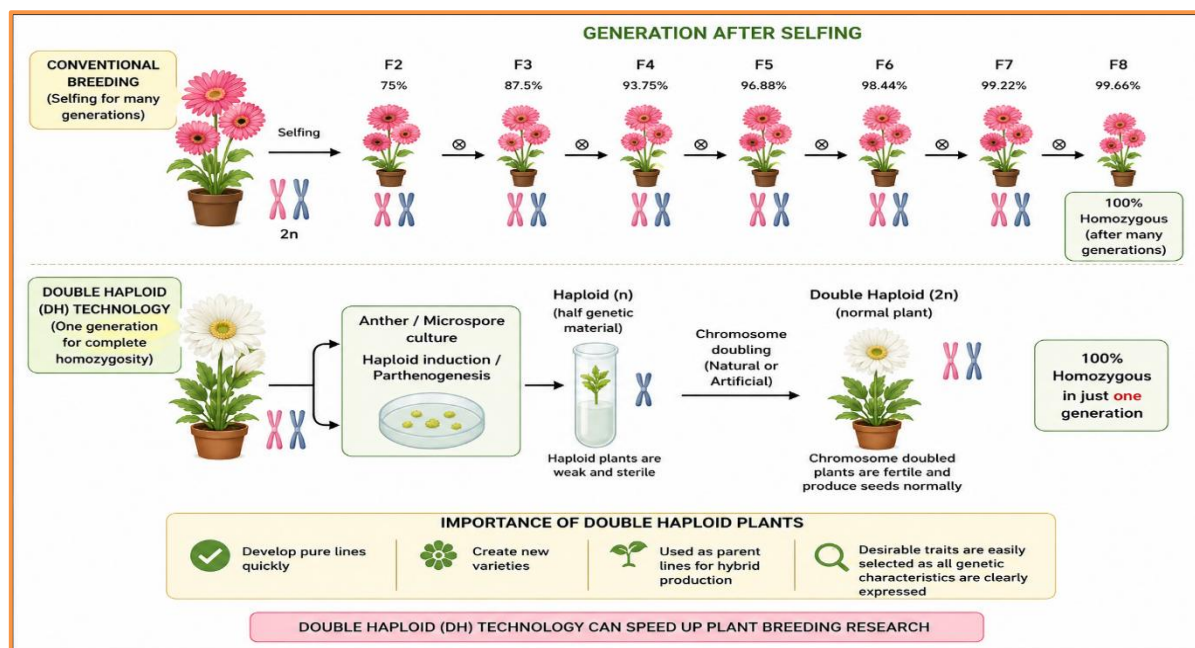 GENERATION AFTER SELFING
CONVENTIONAL
BREEDING
(Selfing for many
generations)
Selfing
2n
F2
75%
F3
87.5%
F4
93.75%
F5
96.88%
F6
98.44%
F7
99.22%
F8
99.66%
100%
Homozygous
(after many
generations)
DOUBLE HAPLOID
(DH) TECHNOLOGY
(One generation
for complete
homozygosity)
Anther / Microspore
culture
Haploid induction /
Parthenogenesis
Haploid (n)
(half genetic
material)
Haploid plants are
weak and sterile
Chromosome
doubling
(Natural or
Artificial)
Double Haploid (2n)
(normal plant)
Chromosome doubled
plants are fertile and
produce seeds normally
100%
Homozygous
in just one
generation
IMPORTANCE OF DOUBLE HAPLOID PLANTS
Develop pure lines
quickly
Create new
varieties
Used as parent
lines for hybrid
production
Desirable traits are easily
selected as all genetic
characteristics are clearly
expressed
DOUBLE HAPLOID (DH) TECHNOLOGY CAN SPEED UP PLANT BREEDING RESEARCH